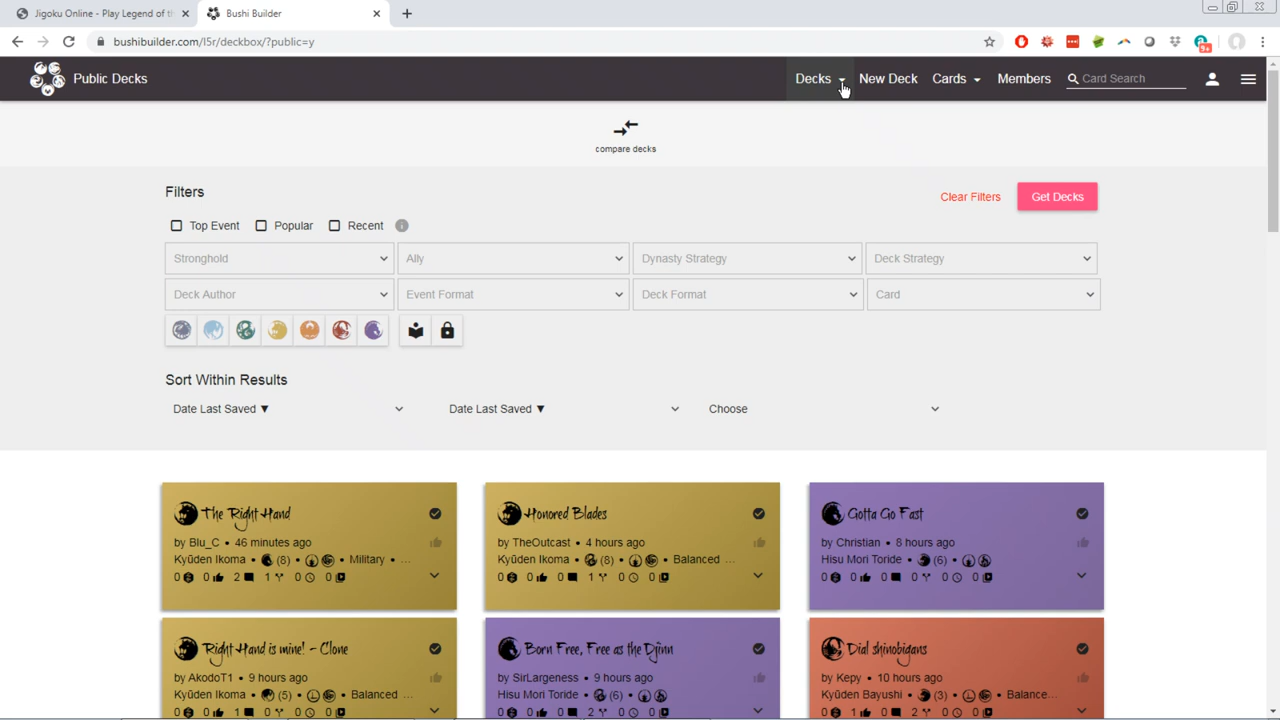 Jigoku Online - Play Legend of th
Bushi Builder
bushibuilder.com/l5r/deckbox/?public=y
9+
Public Decks
Decks
New Deck
Cards
Members
Card Search
compare decks
Filters
Clear Filters
Get Decks
Top Event
Popular
Recent
Stronghold
Ally
Dynasty Strategy
Deck Strategy
Deck Author
Event Format
Deck Format
Card
Sort Within Results
Date Last Saved ▼
Date Last Saved ▼
Choose
The Right Hand
by Blu_C • 46 minutes ago
Kyūden Ikoma • (8) • • Military • ...
0 0 2 1 0 0
Honored Blades
by TheOutcast • 4 hours ago
Kyūden Ikoma • (8) • • Balanced ...
0 0 0 1 0 0
Gotta Go Fast
by Christian • 8 hours ago
Hisu Mori Toride • (6) •
0 0 0 0 0 0
Right Hand is mine! - Clone
by AkodoT1 • 9 hours ago
Kyūden Ikoma • (5) • • Balanced ...
0 0 1 0 0 0
Born Free, Free as the Djinn
by SirLargeness • 9 hours ago
Hisu Mori Toride • (6) •
0 0 0 2 0 0
Dial shinobigans
by Kepy • 10 hours ago
Kyūden Bayushi • (3) • • Balance...
0 1 0 0 0 0